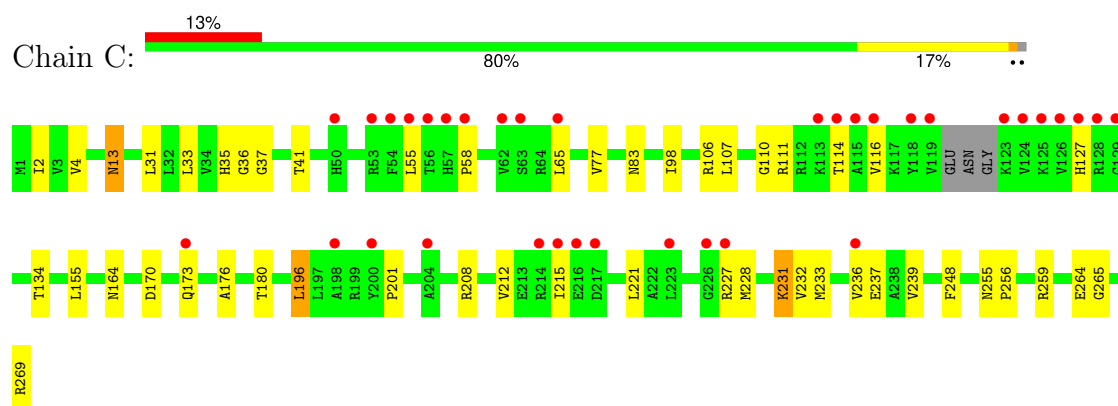 13%
Chain C:
80% 17% ••
M1 I2 V3 V4 N13 L31 L32 L33 V34 H35 G36 G37 T41 H50 R53 F54 L55 T56 H57 P58 V62 S63 R64 L65 V77 N83 I98 R106 L107 G110 R111 R112 K113 T114 A115 V116 K117 Y118 V119 GLU ASN GLY K123 V124 K125 V126 H127 R128 G129
T134 L155 N164 D170 Q173 A176 T180 L196 L197 A198 R199 Y200 P201 A204 R208 V212 E213 R214 I215 E216 D217 L221 A222 L223 G226 R227 M228 K231 V232 M233 V236 E237 A238 V239 F248 N255 P256 R259 E264 G265
R269